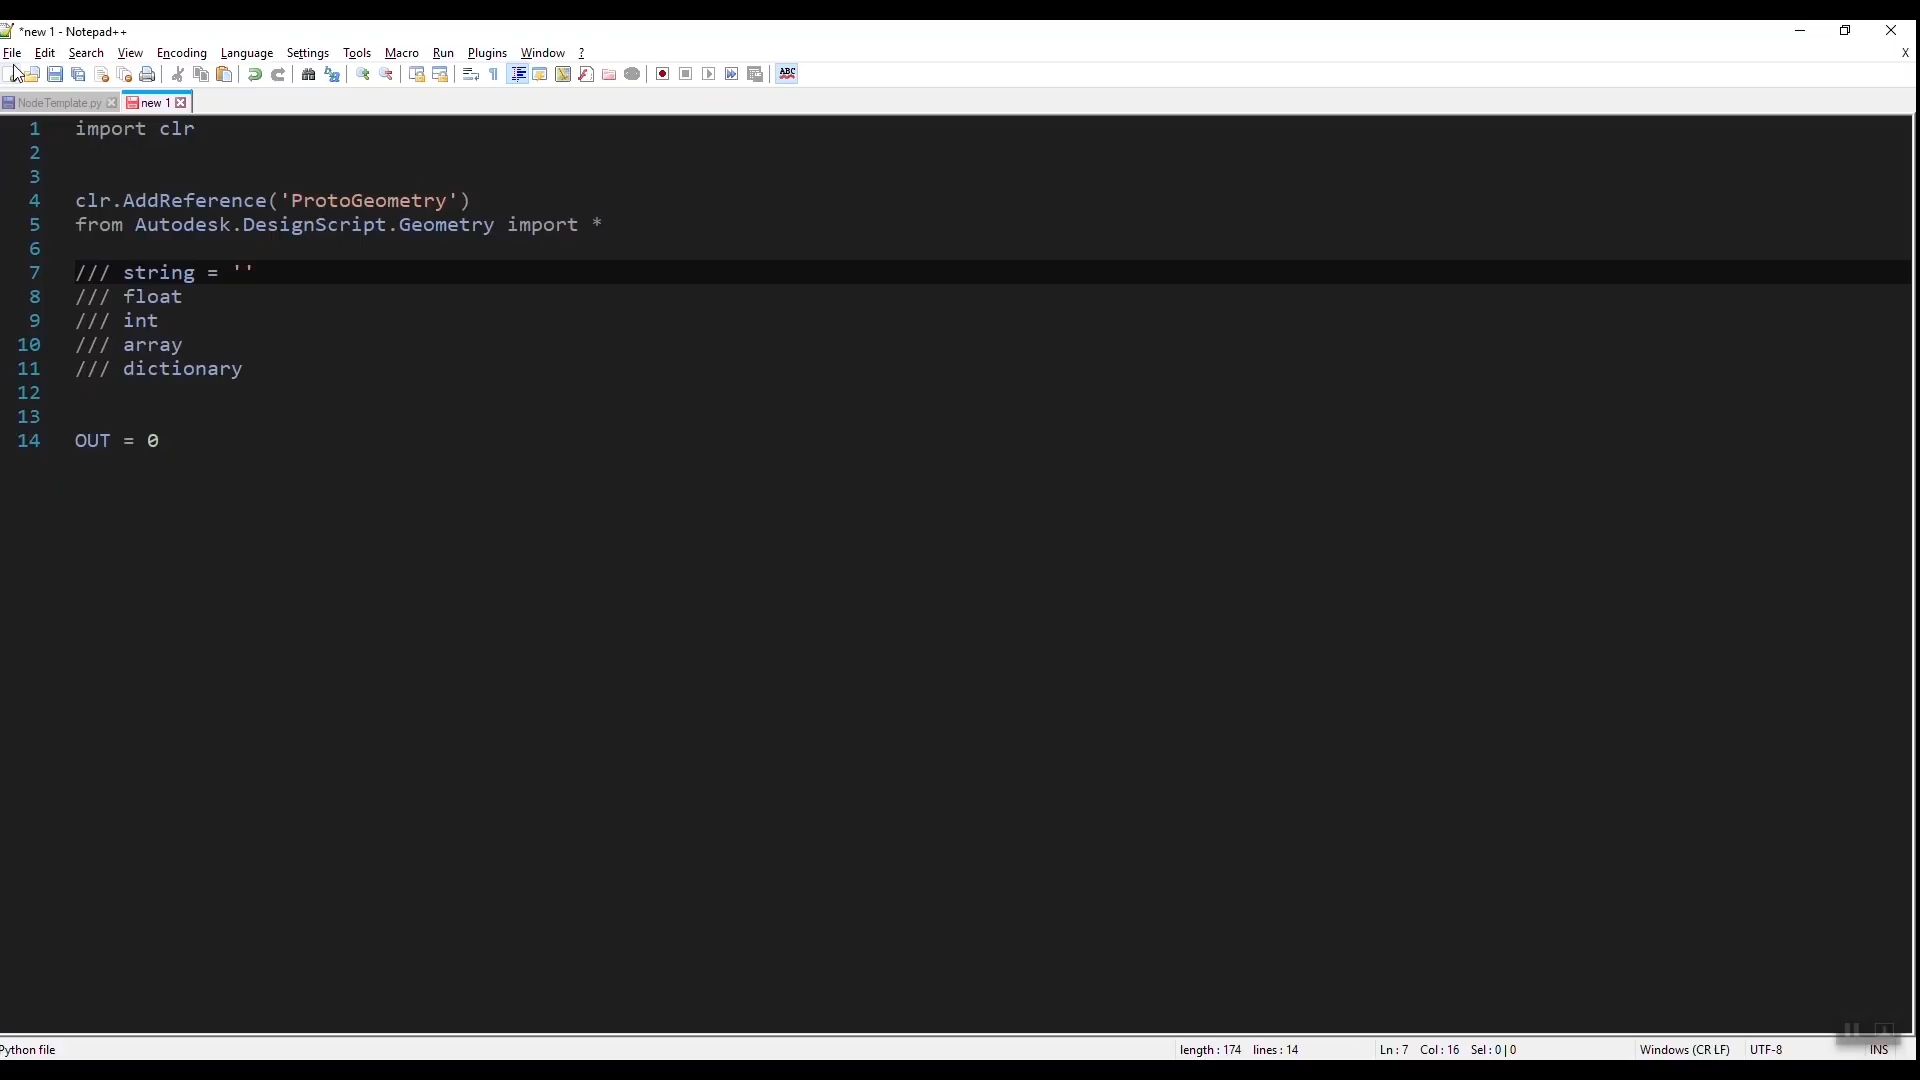 *new 1 - Notepad++
File Edit Search View Encoding Language Settings Tools Macro Run Plugins Window ? X
ABC
NodeTemplate.py new 1
1 import clr
2
3
4 clr.AddReference('ProtoGeometry')
5 from Autodesk.DesignScript.Geometry import *
6
7 /// string = ''
8 /// float
9 /// int
10 /// array
11 /// dictionary
12
13
14 OUT = 0
Python file length : 174 lines : 14 Ln : 7 Col : 16 Sel : 0 | 0 Windows (CR LF) UTF-8 INS